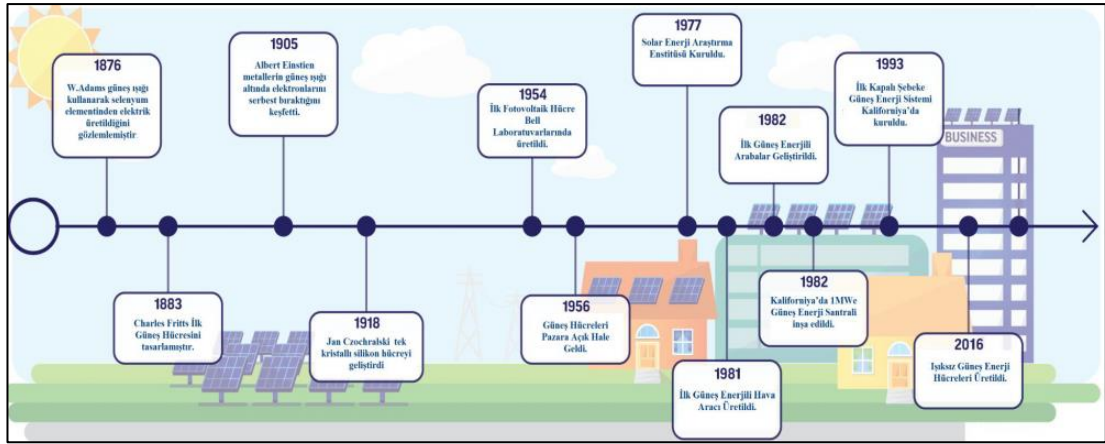 1876
W.Adams güneş ışığı
kullanarak selenyum
elementinden elektrik
üretildiğini
gözlemlemiştir
1883
Charles Fritts İlk
Güneş Hücresini
tasarlamıştır.
1905
Albert Einstien
metallerin güneş ışığı
altında elektronlarını
serbest bıraktığını
keşfetti.
1918
Jan Czochralski tek
kristallı silikon hücreyi
geliştirdi
1954
İlk Fotovoltaik Hücre
Bell
Laboratuvarlarında
üretildi.
1956
Güneş Hücreleri
Pazara Açık Hale
Geldi.
1977
Solar Enerji Araştırma
Enstitüsü Kuruldu.
1981
İlk Güneş Enerjili Hava
Aracı Üretildi.
1982
İlk Güneş Enerjili
Arabalar Geliştirildi.
1982
Kaliforniya'da 1MWe
Güneş Enerji Santrali
inşa edildi.
1993
İlk Kapalı Şebeke
Güneş Enerji Sistemi
Kaliforiya'da
kuruldu.
2016
Işıksız Güneş Enerji
Hücreleri Üretildi.
BUSINESS